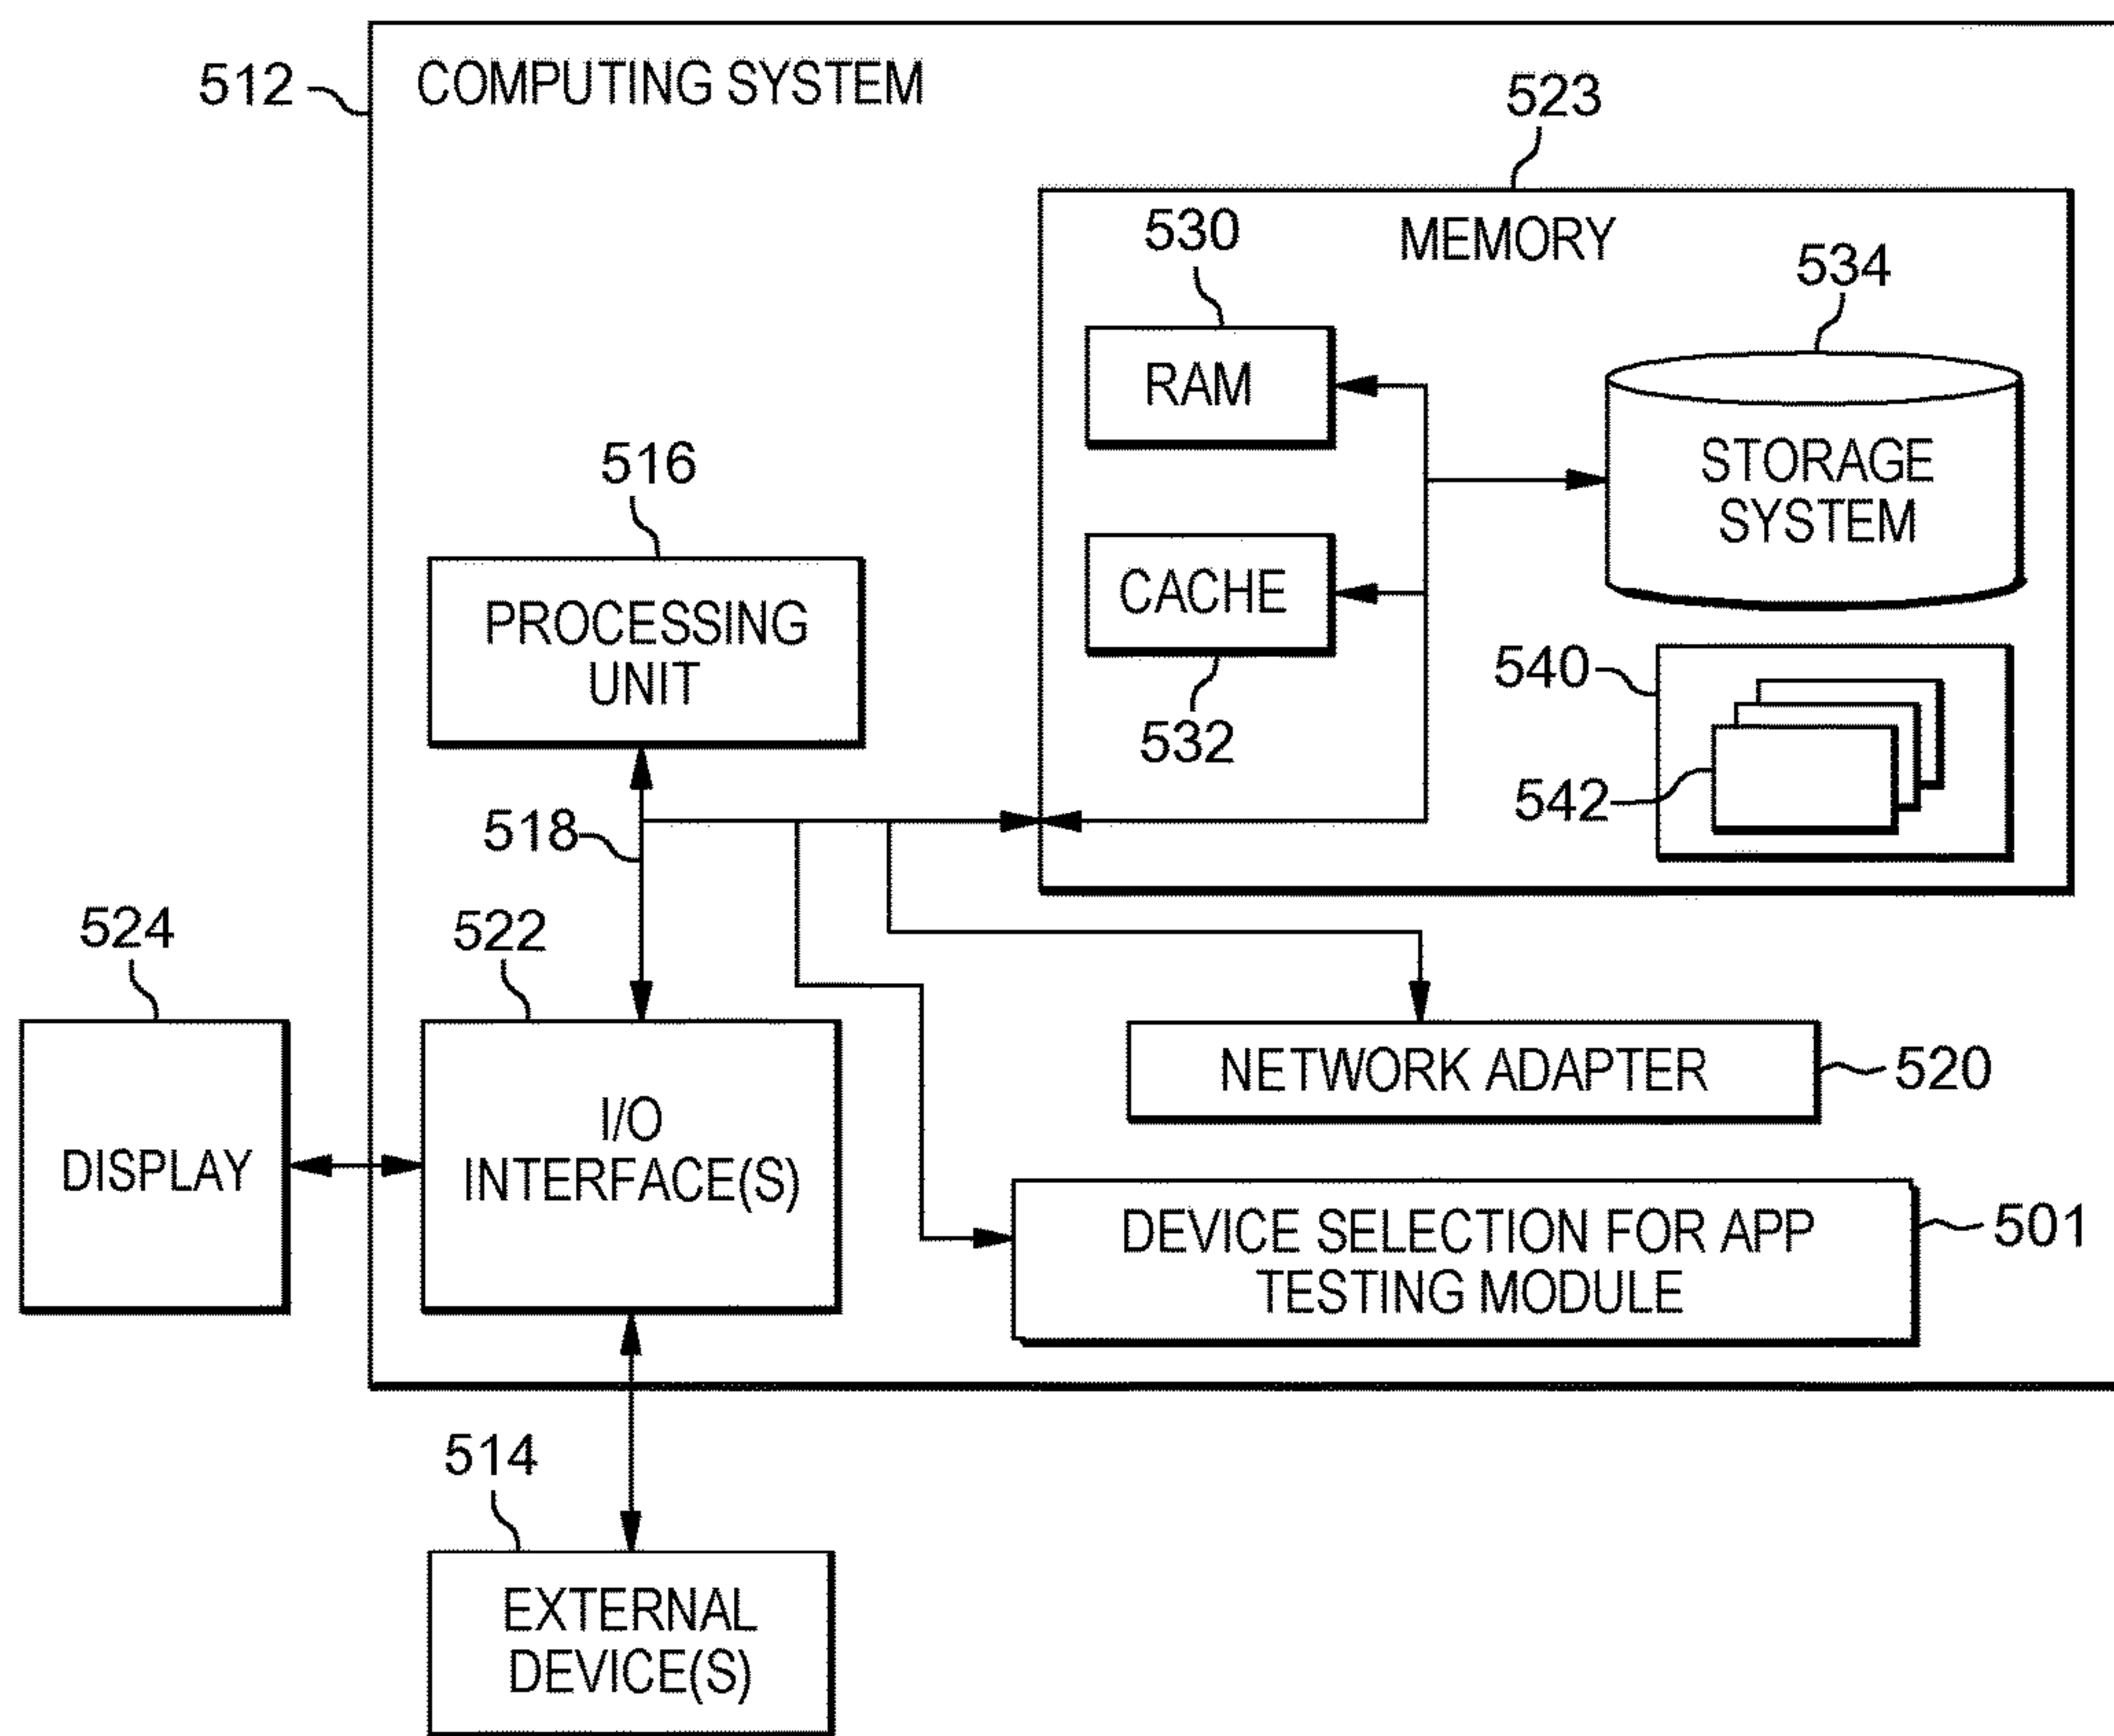 512
COMPUTING SYSTEM
523
MEMORY
530
RAM
534
STORAGE
SYSTEM
CACHE
532
540
542
516
PROCESSING
UNIT
518
524
DISPLAY
522
I/O
INTERFACE(S)
NETWORK ADAPTER
520
DEVICE SELECTION FOR APP
TESTING MODULE
501
514
EXTERNAL
DEVICE(S)